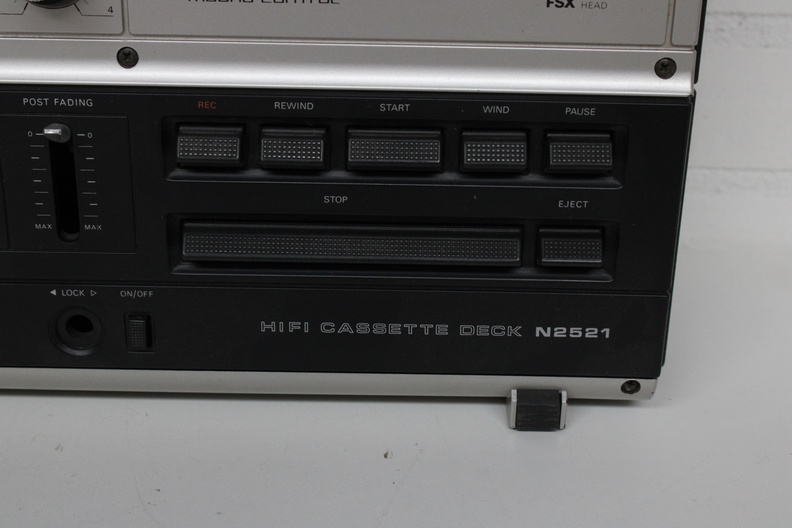 4
FSX HEAD
POST FADING
REC
REWIND
START
WIND
PAUSE
0 0
STOP
EJECT
MAX MAX
◄ LOCK ▷
ON/OFF
HIFI CASSETTE DECK N2521